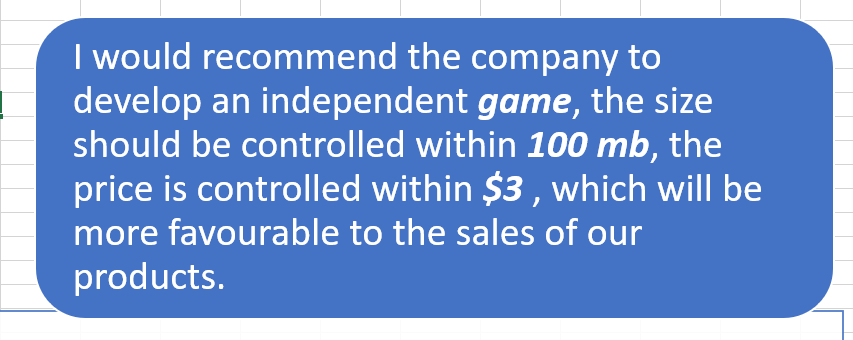 I would recommend the company to
develop an independent game, the size
should be controlled within 100 mb, the
price is controlled within $3 , which will be
more favourable to the sales of our
products.